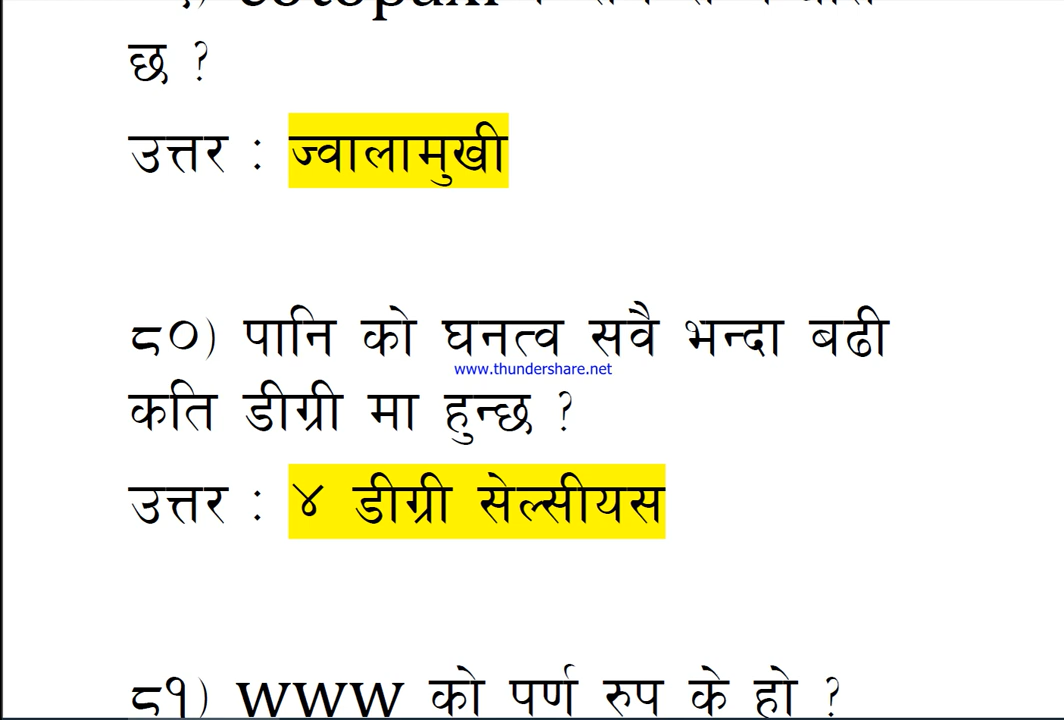 छ ?
उत्तर : ज्वालामुखी
८०) पानि को घनत्व सवै भन्दा बढी
www.thundershare.net
कति डीग्री मा हुन्छ ?
उत्तर : ४ डीग्री सेल्सीयस
८१) www को पर्ण रुप के हो ?